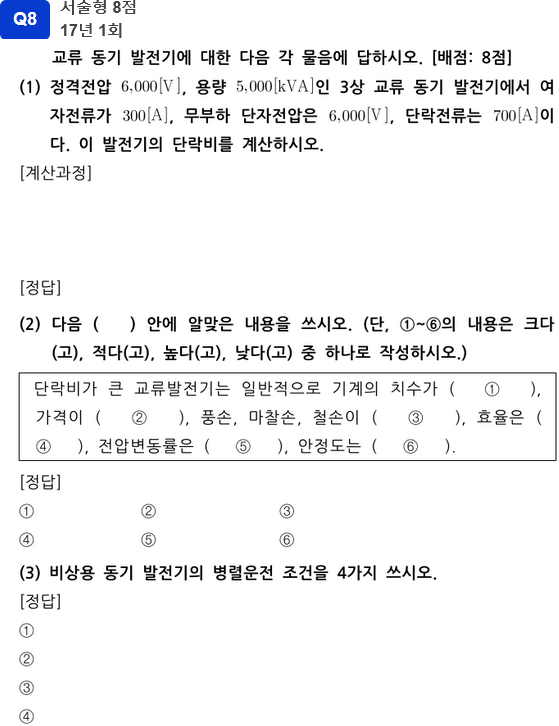 Q8
서술형 8점
17년 1회
교류 동기 발전기에 대한 다음 각 물음에 답하시오. [배점: 8점]
(1) 정격전압 6,000[V], 용량 5,000[kVA]인 3상 교류 동기 발전기에서 여
자전류가 300[A], 무부하 단자전압은 6,000[V], 단락전류는 700[A]이
다. 이 발전기의 단락비를 계산하시오.
[계산과정]
[정답]
(2) 다음 ( ) 안에 알맞은 내용을 쓰시오. (단, ①~⑥의 내용은 크다
(고), 적다(고), 높다(고), 낮다(고) 중 하나로 작성하시오.)
단락비가 큰 교류발전기는 일반적으로 기계의 치수가 ( ① ),
가격이 ( ② ), 풍손, 마찰손, 철손이 ( ③ ), 효율은 (
④ ), 전압변동률은 ( ⑤ ), 안정도는 ( ⑥ ).
[정답]
① ② ③
④ ⑤ ⑥
(3) 비상용 동기 발전기의 병렬운전 조건을 4가지 쓰시오.
[정답]
①
②
③
④